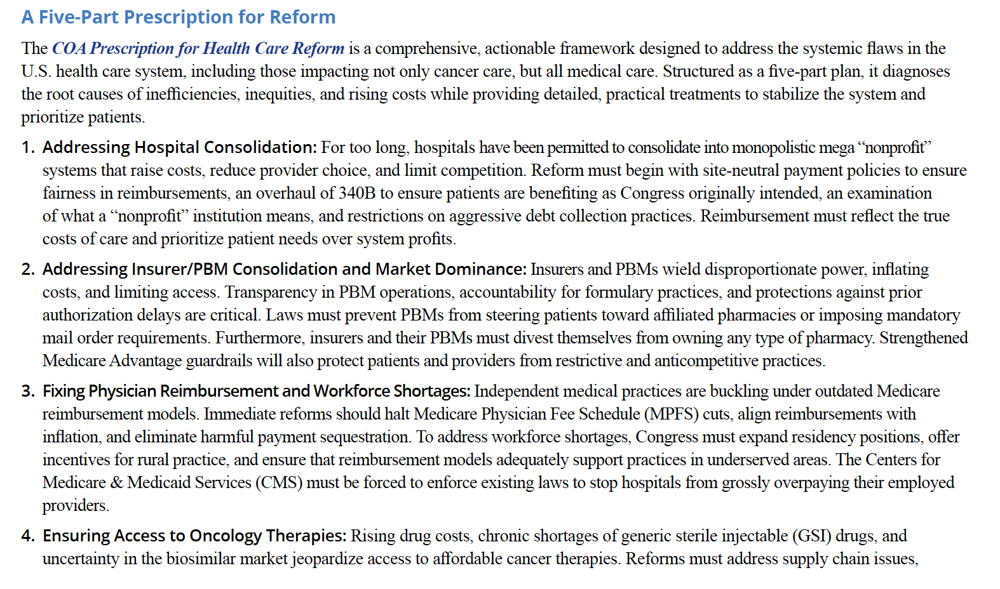 A Five-Part Prescription for Reform
The COA Prescription for Health Care Reform is a comprehensive, actionable framework designed to address the systemic flaws in the
U.S. health care system, including those impacting not only cancer care, but all medical care. Structured as a five-part plan, it diagnoses
the root causes of inefficiencies, inequities, and rising costs while providing detailed, practical treatments to stabilize the system and
prioritize patients.
1. Addressing Hospital Consolidation: For too long, hospitals have been permitted to consolidate into monopolistic mega “nonprofit”
systems that raise costs, reduce provider choice, and limit competition. Reform must begin with site-neutral payment policies to ensure
fairness in reimbursements, an overhaul of 340B to ensure patients are benefiting as Congress originally intended, an examination
of what a “nonprofit” institution means, and restrictions on aggressive debt collection practices. Reimbursement must reflect the true
costs of care and prioritize patient needs over system profits.
2. Addressing Insurer/PBM Consolidation and Market Dominance: Insurers and PBMs wield disproportionate power, inflating
costs, and limiting access. Transparency in PBM operations, accountability for formulary practices, and protections against prior
authorization delays are critical. Laws must prevent PBMs from steering patients toward affiliated pharmacies or imposing mandatory
mail order requirements. Furthermore, insurers and their PBMs must divest themselves from owning any type of pharmacy. Strengthened
Medicare Advantage guardrails will also protect patients and providers from restrictive and anticompetitive practices.
3. Fixing Physician Reimbursement and Workforce Shortages: Independent medical practices are buckling under outdated Medicare
reimbursement models. Immediate reforms should halt Medicare Physician Fee Schedule (MPFS) cuts, align reimbursements with
inflation, and eliminate harmful payment sequestration. To address workforce shortages, Congress must expand residency positions, offer
incentives for rural practice, and ensure that reimbursement models adequately support practices in underserved areas. The Centers for
Medicare & Medicaid Services (CMS) must be forced to enforce existing laws to stop hospitals from grossly overpaying their employed
providers.
4. Ensuring Access to Oncology Therapies: Rising drug costs, chronic shortages of generic sterile injectable (GSI) drugs, and
uncertainty in the biosimilar market jeopardize access to affordable cancer therapies. Reforms must address supply chain issues,